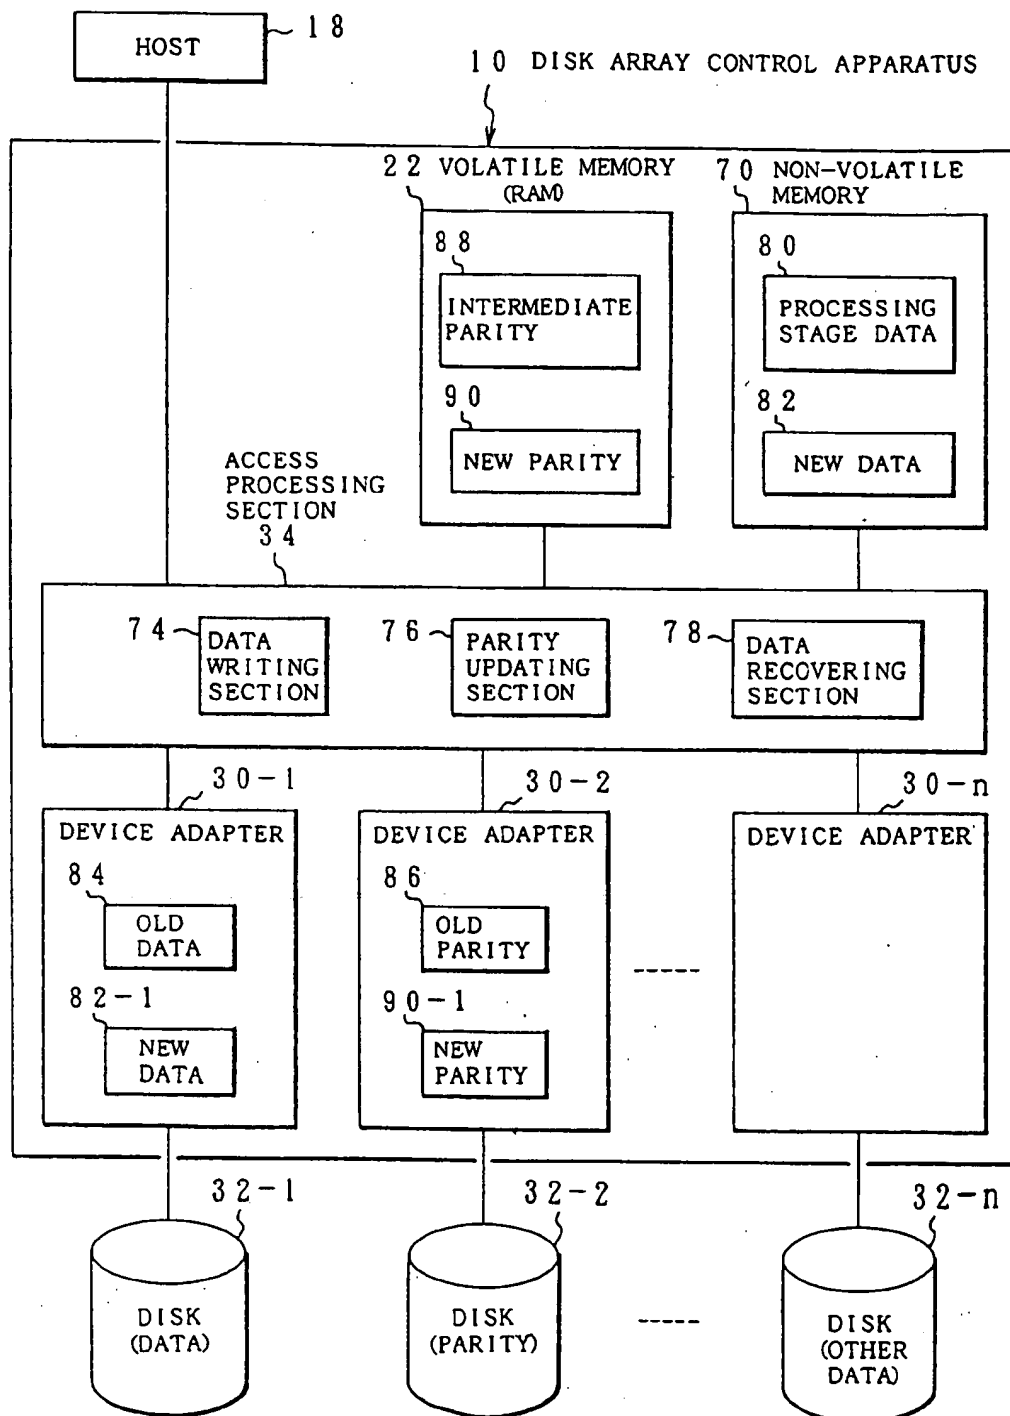 HOST
18
10 DISK ARRAY CONTROL APPARATUS
22 VOLATILE MEMORY
(RAM)
88
INTERMEDIATE
PARITY
90
NEW PARITY
70 NON-VOLATILE
MEMORY
80
PROCESSING
STAGE DATA
82
NEW DATA
ACCESS
PROCESSING
SECTION
34
74
DATA
WRITING
SECTION
76
PARITY
UPDATING
SECTION
78
DATA
RECOVERING
SECTION
30-1
DEVICE ADAPTER
84
OLD
DATA
82-1
NEW
DATA
30-2
DEVICE ADAPTER
86
OLD
PARITY
90-1
NEW
PARITY
30-n
DEVICE ADAPTER
32-1
DISK
(DATA)
32-2
DISK
(PARITY)
32-n
DISK
(OTHER
DATA)